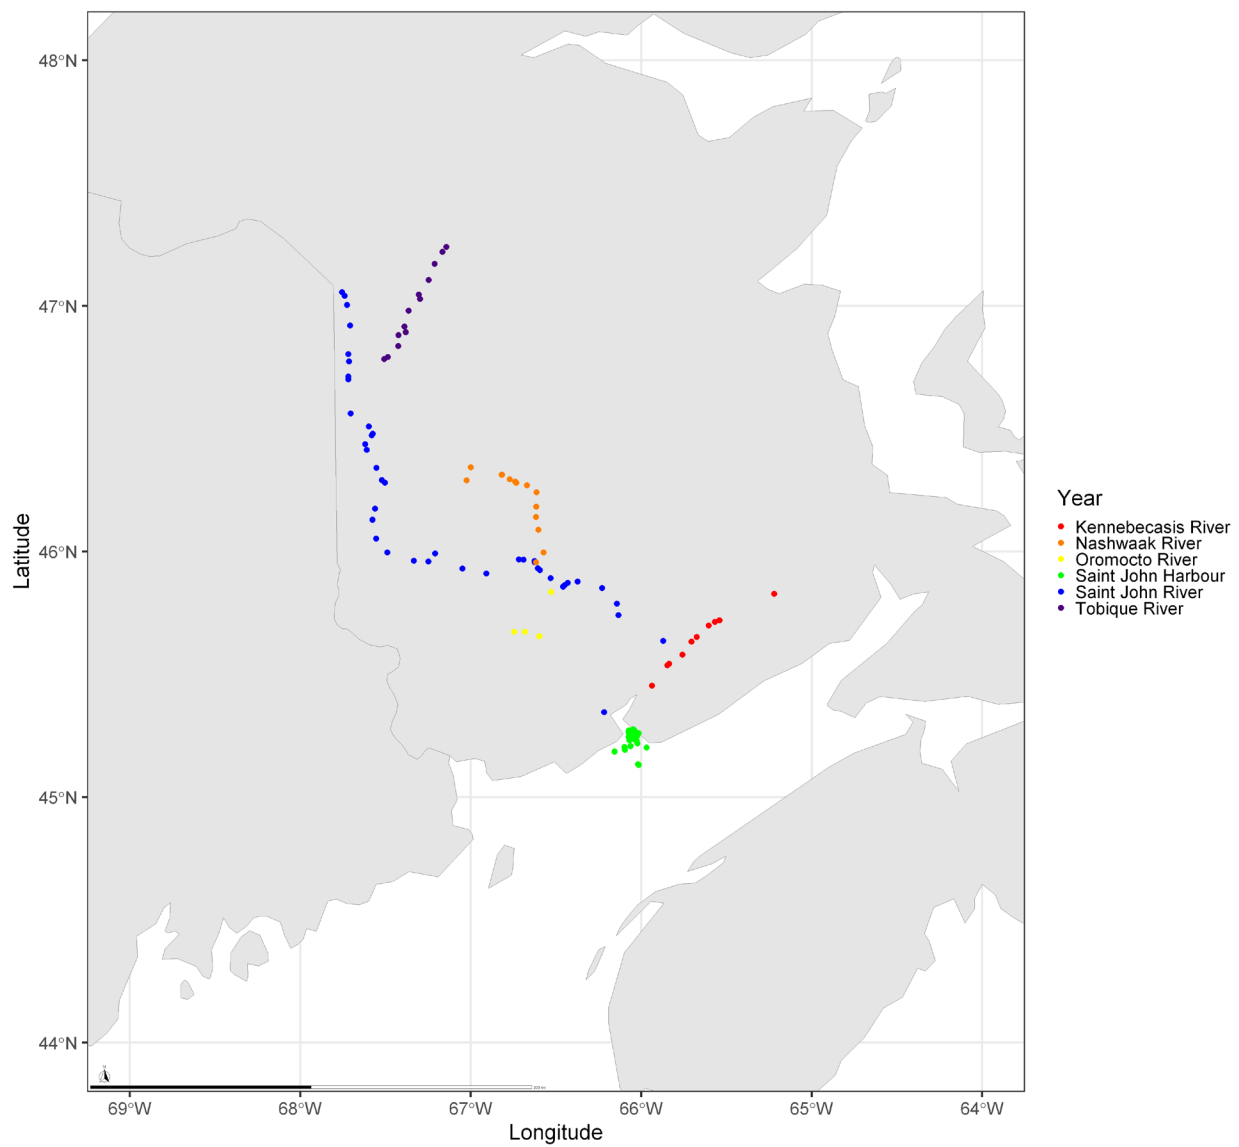 48°N
47°N
46°N
45°N
44°N
Latitude
69°W
68°W
67°W
66°W
65°W
64°W
Longitude
Year
Kennebecasis River
Nashwaak River
Oromocto River
Saint John Harbour
Saint John River
Tobique River